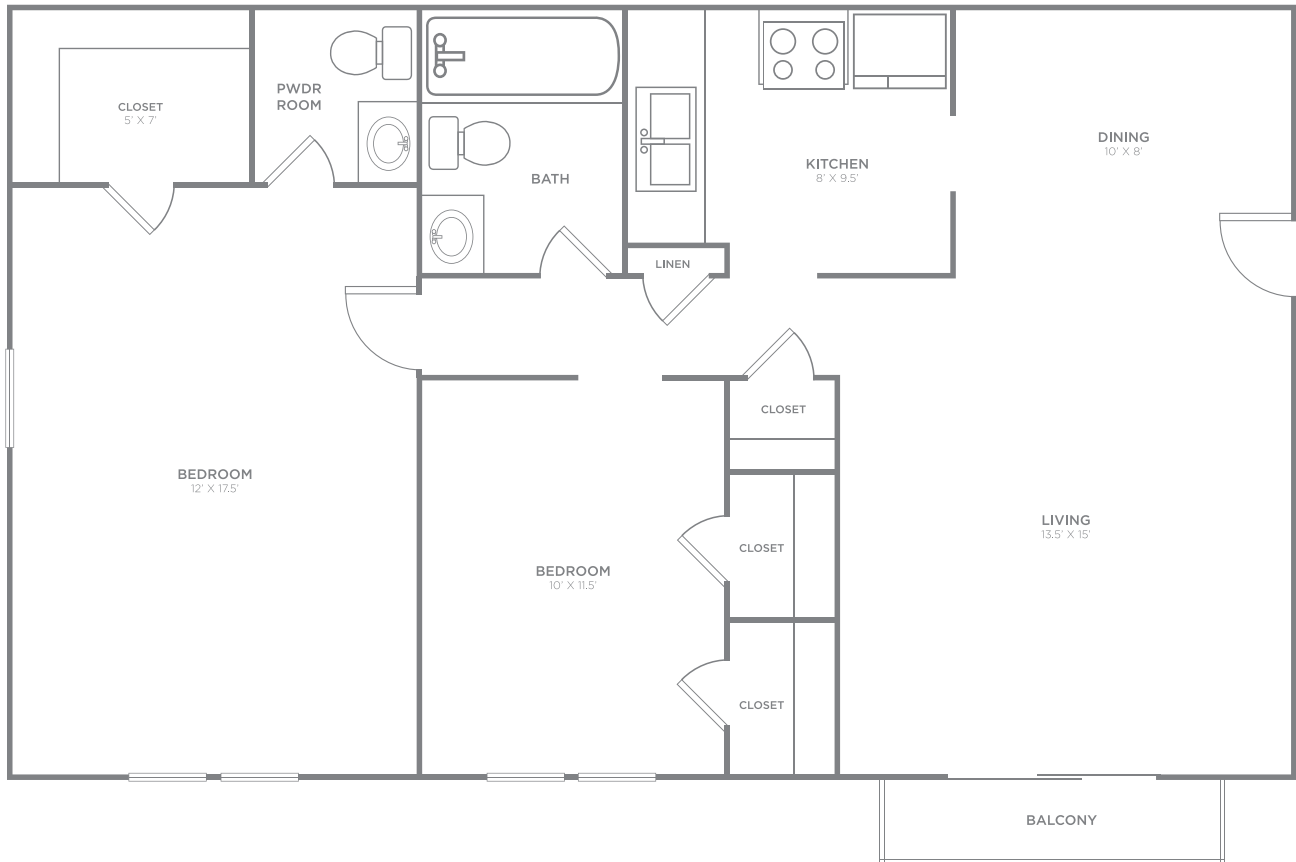 CLOSET
5' X 7'
PWDR
ROOM
BATH
KITCHEN
8' X 9.5'
DINING
10' X 8'
LINEN
CLOSET
BEDROOM
12' X 17.5'
BEDROOM
10' X 11.5'
CLOSET
CLOSET
LIVING
13.5' X 15'
BALCONY